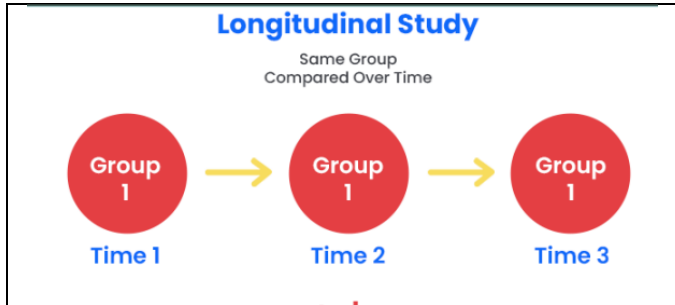 Longitudinal Study
Same Group
Compared Over Time
Group
1
Group
1
Group
1
Time 1
Time 2
Time 3